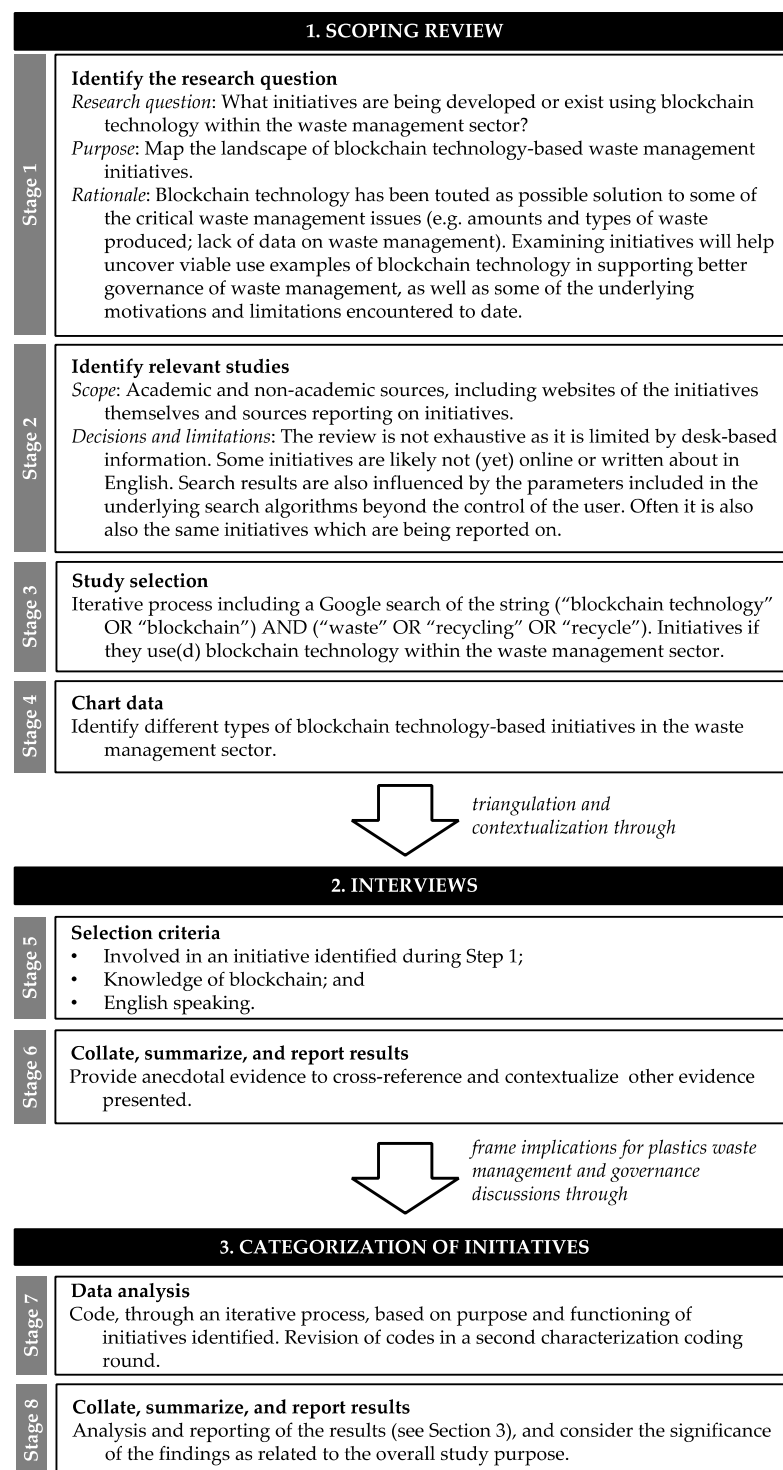 1. SCOPING REVIEW
Stage 1
Identify the research question
Research question: What initiatives are being developed or exist using blockchain
technology within the waste management sector?
Purpose: Map the landscape of blockchain technology-based waste management
initiatives.
Rationale: Blockchain technology has been touted as possible solution to some of
the critical waste management issues (e.g. amounts and types of waste
produced; lack of data on waste management). Examining initiatives will help
uncover viable use examples of blockchain technology in supporting better
governance of waste management, as well as some of the underlying
motivations and limitations encountered to date.
Stage 2
Identify relevant studies
Scope: Academic and non-academic sources, including websites of the initiatives
themselves and sources reporting on initiatives.
Decisions and limitations: The review is not exhaustive as it is limited by desk-based
information. Some initiatives are likely not (yet) online or written about in
English. Search results are also influenced by the parameters included in the
underlying search algorithms beyond the control of the user. Often it is also
also the same initiatives which are being reported on.
Stage 3
Study selection
Iterative process including a Google search of the string (“blockchain technology”
OR “blockchain”) AND (“waste” OR “recycling” OR “recycle”). Initiatives if
they use(d) blockchain technology within the waste management sector.
Stage 4
Chart data
Identify different types of blockchain technology-based initiatives in the waste
management sector.
triangulation and
contextualization through
2. INTERVIEWS
Stage 5
Selection criteria
• Involved in an initiative identified during Step 1;
• Knowledge of blockchain; and
• English speaking.
Stage 6
Collate, summarize, and report results
Provide anecdotal evidence to cross-reference and contextualize other evidence
presented.
frame implications for plastics waste
management and governance
discussions through
3. CATEGORIZATION OF INITIATIVES
Stage 7
Data analysis
Code, through an iterative process, based on purpose and functioning of
initiatives identified. Revision of codes in a second characterization coding
round.
Stage 8
Collate, summarize, and report results
Analysis and reporting of the results (see Section 3), and consider the significance
of the findings as related to the overall study purpose.